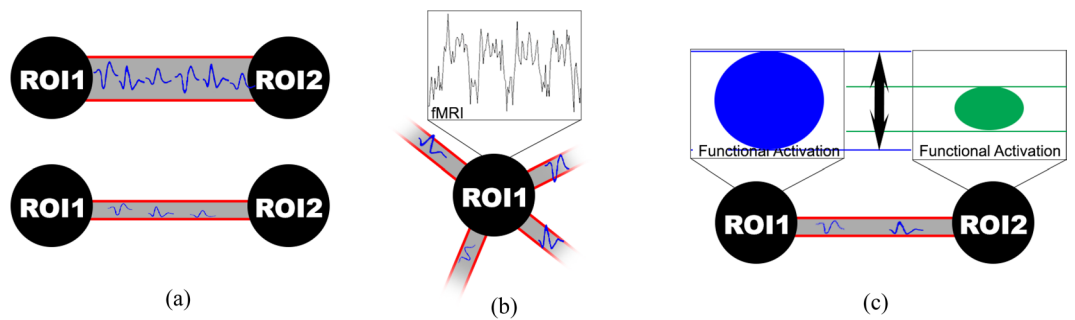 ROI1 ROI2
ROI1 ROI2
(a)
fMRI
ROI1
(b)
Functional Activation Functional Activation
ROI1 ROI2
(c)